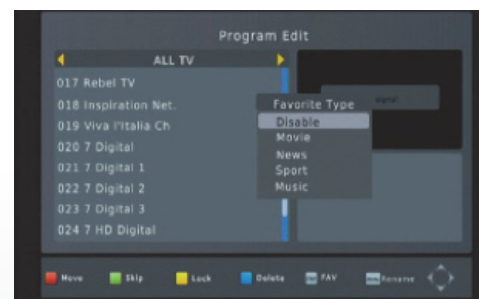 Program Edit
ALL TV
017 Rebel TV
018 Inspiration Net.
019 Viva l'Italia Ch
020 7 Digital
021 7 Digital 1
022 7 Digital 2
023 7 Digital 3
024 7 HD Digital
Favorite Type
Disable
Movie
News
Sport
Music
Move Skip Lock Delete FAV Rename